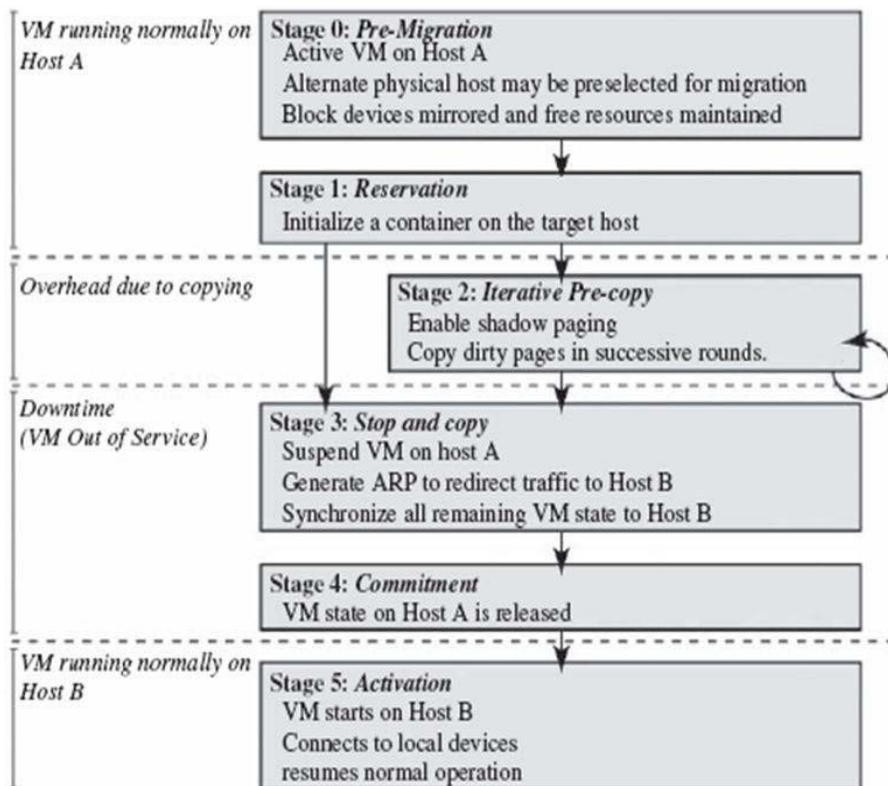 VM running normally on
Host A
Stage 0: Pre-Migration
Active VM on Host A
Alternate physical host may be preselected for migration
Block devices mirrored and free resources maintained
Stage 1: Reservation
Initialize a container on the target host
Overhead due to copying
Stage 2: Iterative Pre-copy
Enable shadow paging
Copy dirty pages in successive rounds.
Downtime
(VM Out of Service)
Stage 3: Stop and copy
Suspend VM on host A
Generate ARP to redirect traffic to Host B
Synchronize all remaining VM state to Host B
Stage 4: Commitment
VM state on Host A is released
VM running normally on
Host B
Stage 5: Activation
VM starts on Host B
Connects to local devices
resumes normal operation